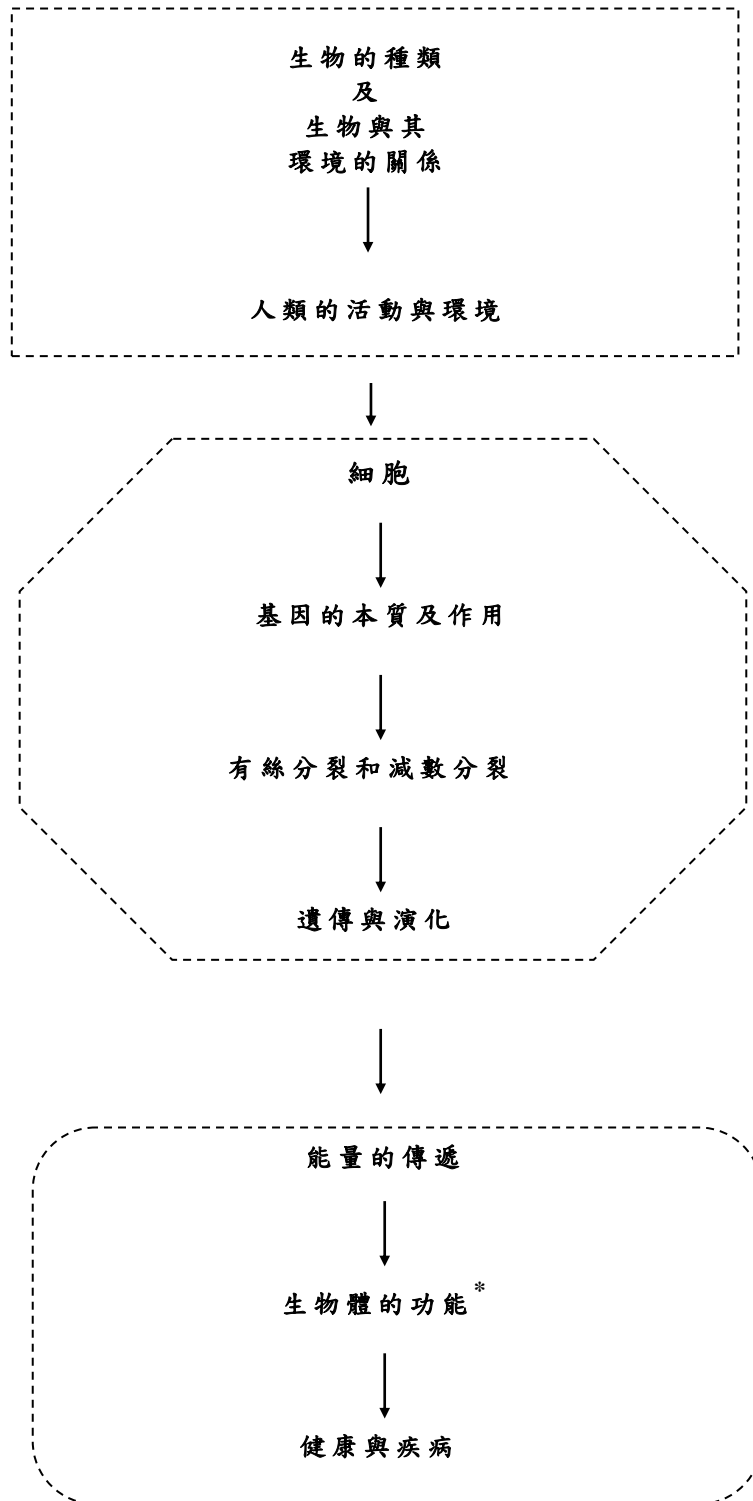 生物的種類
及
生物與其
環境的關係
人類的活動與環境
細胞
基因的本質及作用
有絲分裂和減數分裂
遺傳與演化
能量的傳遞
生物體的功能*
健康與疾病